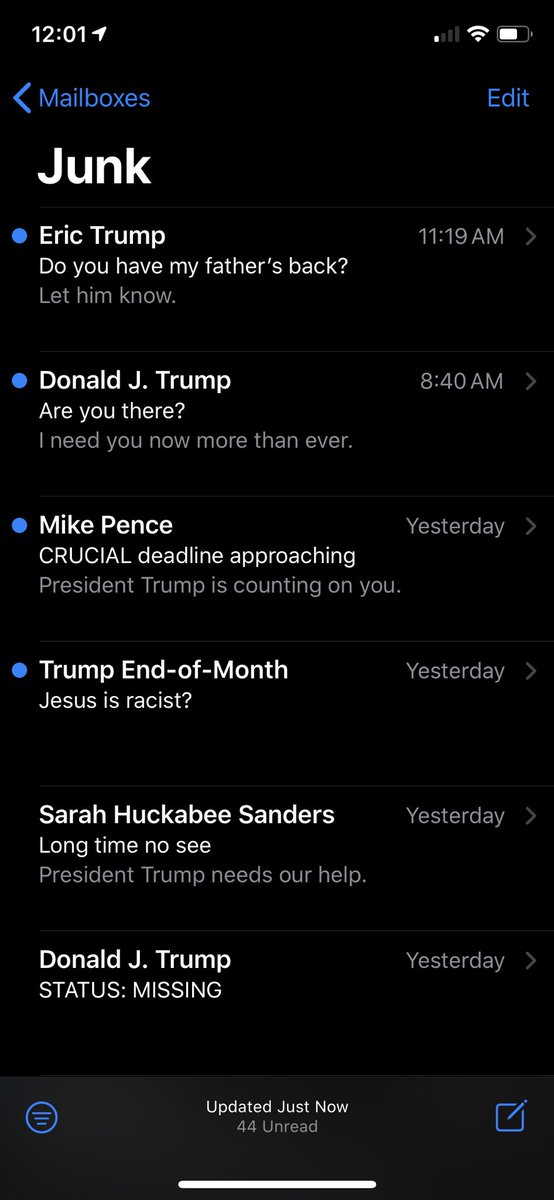 12:01
Mailboxes
Edit
Junk
Eric Trump
11:19 AM
Do you have my father’s back?
Let him know.
Donald J. Trump
8:40 AM
Are you there?
I need you now more than ever.
Mike Pence
Yesterday
CRUCIAL deadline approaching
President Trump is counting on you.
Trump End-of-Month
Yesterday
Jesus is racist?
Sarah Huckabee Sanders
Yesterday
Long time no see
President Trump needs our help.
Donald J. Trump
Yesterday
STATUS: MISSING
Updated Just Now
44 Unread